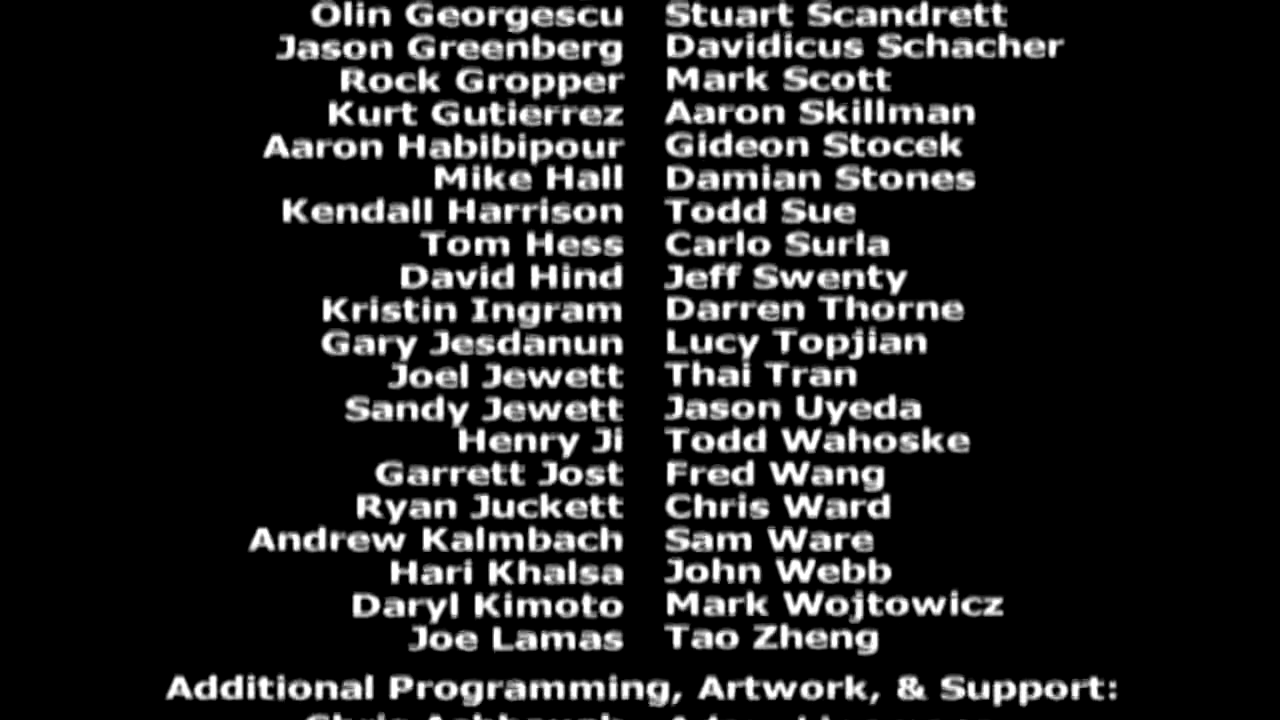 Olin Georgescu Stuart Scandrett
Jason Greenberg Davidicus Schacher
Rock Gropper Mark Scott
Kurt Gutierrez Aaron Skillman
Aaron Habibipour Gideon Stocek
Mike Hall Damian Stones
Kendall Harrison Todd Sue
Tom Hess Carlo Surla
David Hind Jeff Swenty
Kristin Ingram Darren Thorne
Gary Jesdanun Lucy Topjian
Joel Jewett Thai Tran
Sandy Jewett Jason Uyeda
Henry Ji Todd Wahoske
Garrett Jost Fred Wang
Ryan Juckett Chris Ward
Andrew Kalmbach Sam Ware
Hari Khalsa John Webb
Daryl Kimoto Mark Wojtowicz
Joe Lamas Tao Zheng
Additional Programming, Artwork, & Support: